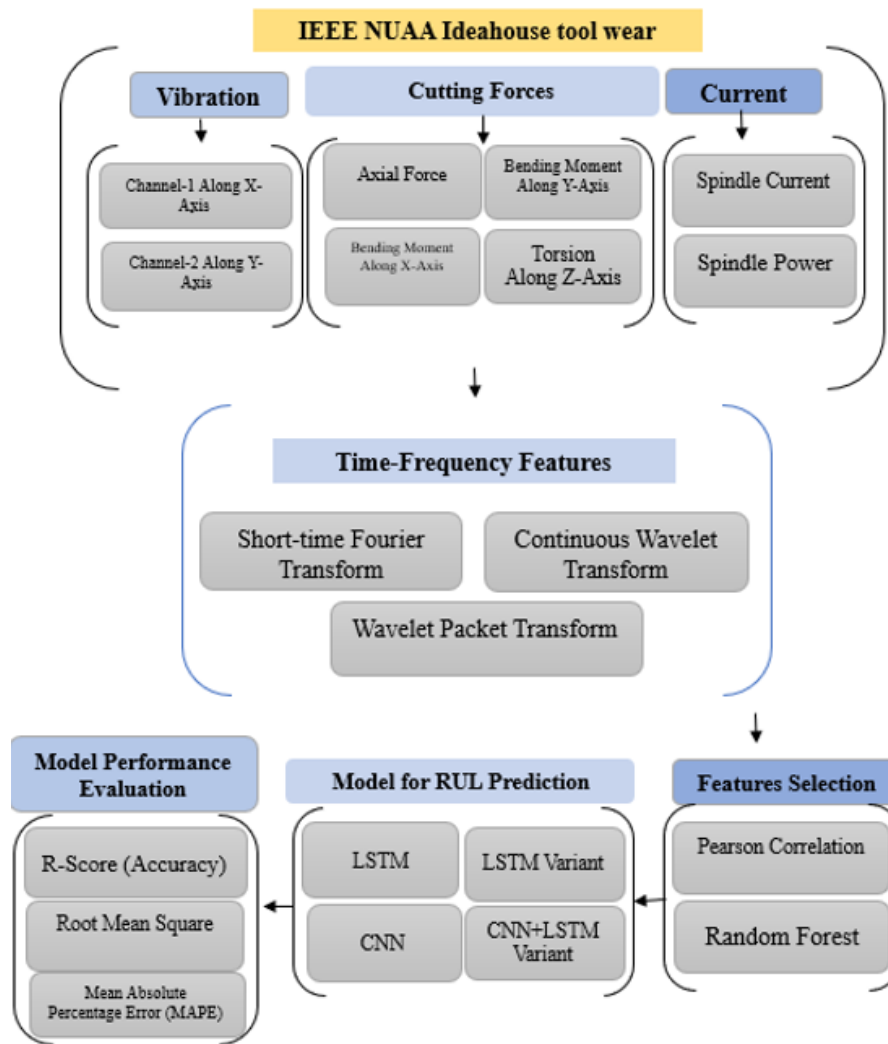 IEEE NUAA Ideahouse tool wear
Vibration
Channel-1 Along X-
Axis
Channel-2 Along Y-
Axis
Cutting Forces
Axial Force
Bending Moment
Along Y-Axis
Bending Moment
Along X-Axis
Torsion
Along Z-Axis
Current
Spindle Current
Spindle Power
Time-Frequency Features
Short-time Fourier
Transform
Continuous Wavelet
Transform
Wavelet Packet Transform
Features Selection
Pearson Correlation
Random Forest
Model for RUL Prediction
LSTM
LSTM Variant
CNN
CNN+LSTM
Variant
Model Performance
Evaluation
R-Score (Accuracy)
Root Mean Square
Mean Absolute
Percentage Error (MAPE)